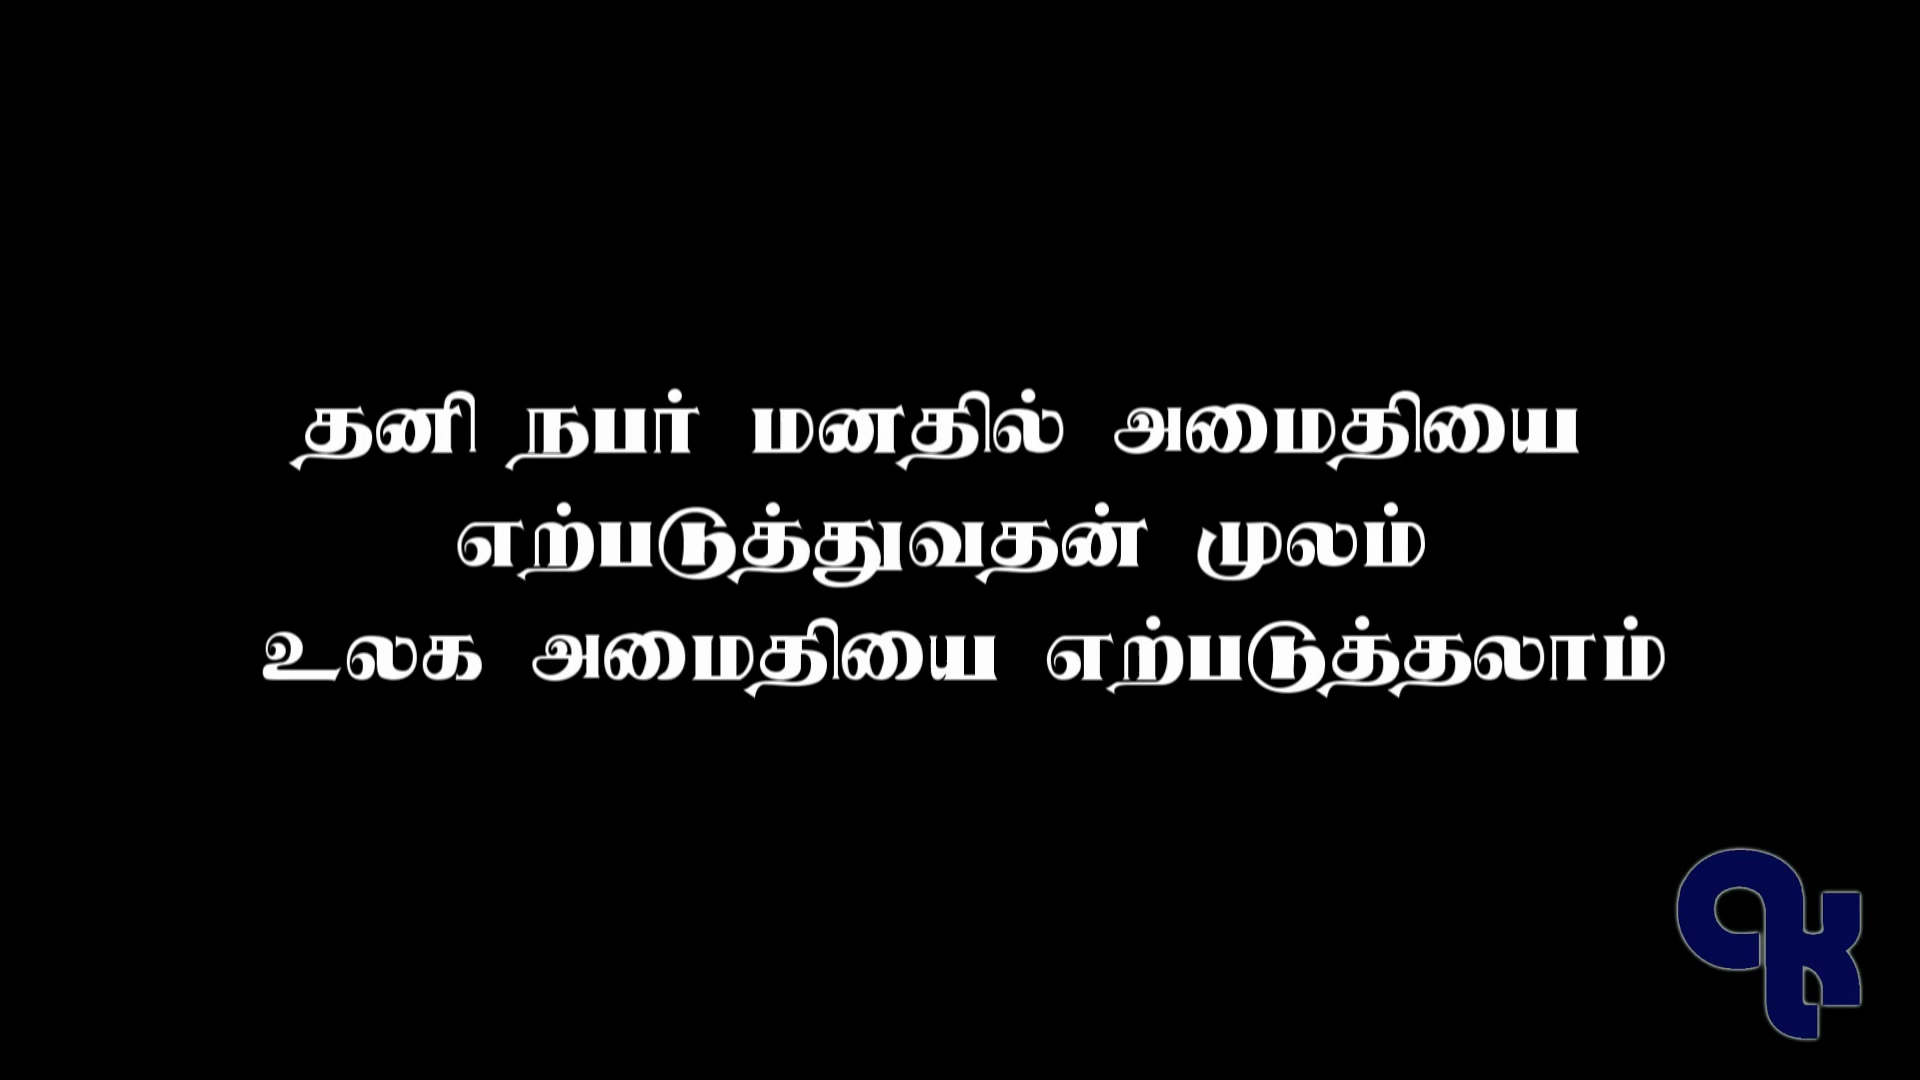 தனி நபர் மனதில் அமைதியை
எற்படுத்துவதன் முலம்
உலக அமைதியை எற்படுத்தலாம்